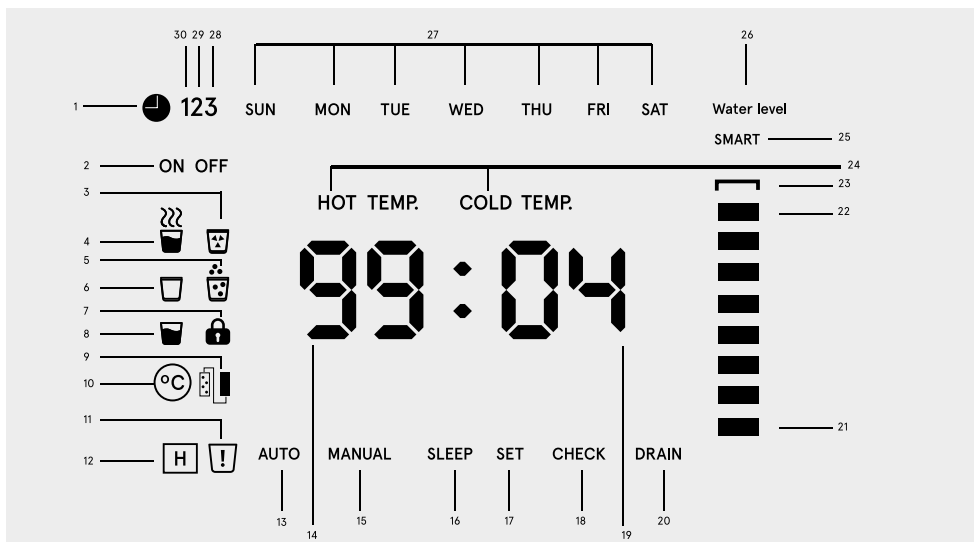 30 29 28 27 26
1 123 SUN MON TUE WED THU FRI SAT Water level
SMART 25
2 ON OFF 24
3 23
HOT TEMP. COLD TEMP. 22
4
5
6 99:04
7
8
9
10 °C
11 21
12 H ! AUTO MANUAL SLEEP SET CHECK DRAIN
13 15 16 17 18 20
14 19